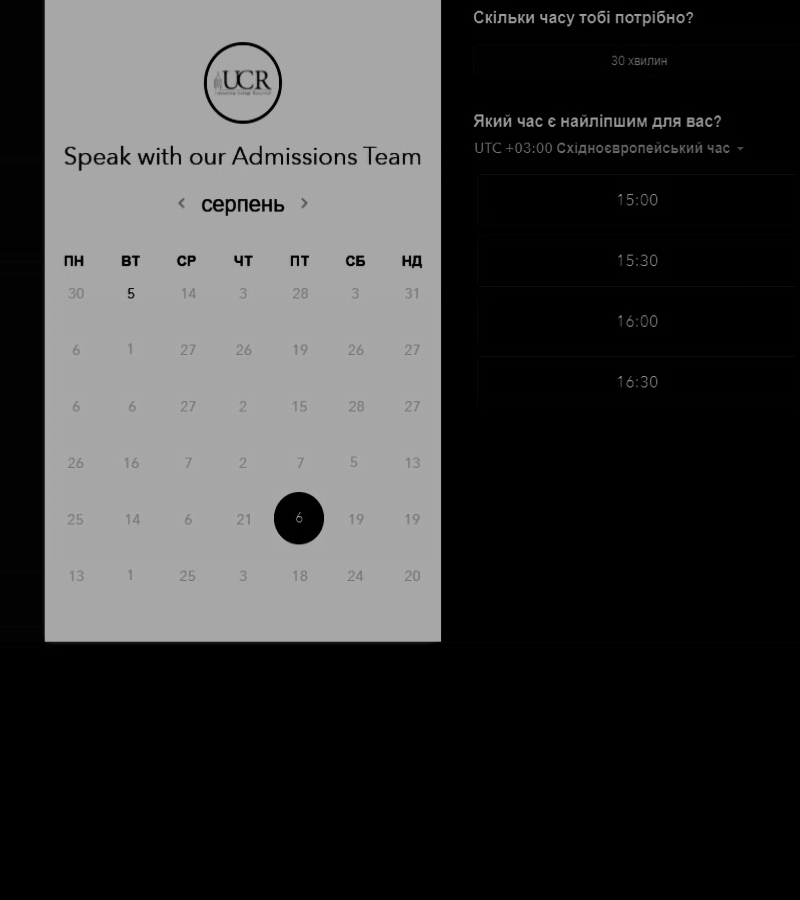 UCR
Speak with our Admissions Team
серпень
ПН ВТ СР ЧТ ПТ СБ НД
30 5 14 3 28 3 31
6 1 27 26 19 26 27
6 6 27 2 15 28 27
26 16 7 2 7 5 13
25 14 6 21 6 19 19
13 1 25 3 18 24 20
Скільки часу тобі потрібно?
30 хвилин
Який час є найліпшим для вас?
UTC +03:00 Східноєвропейський час
15:00
15:30
16:00
16:30